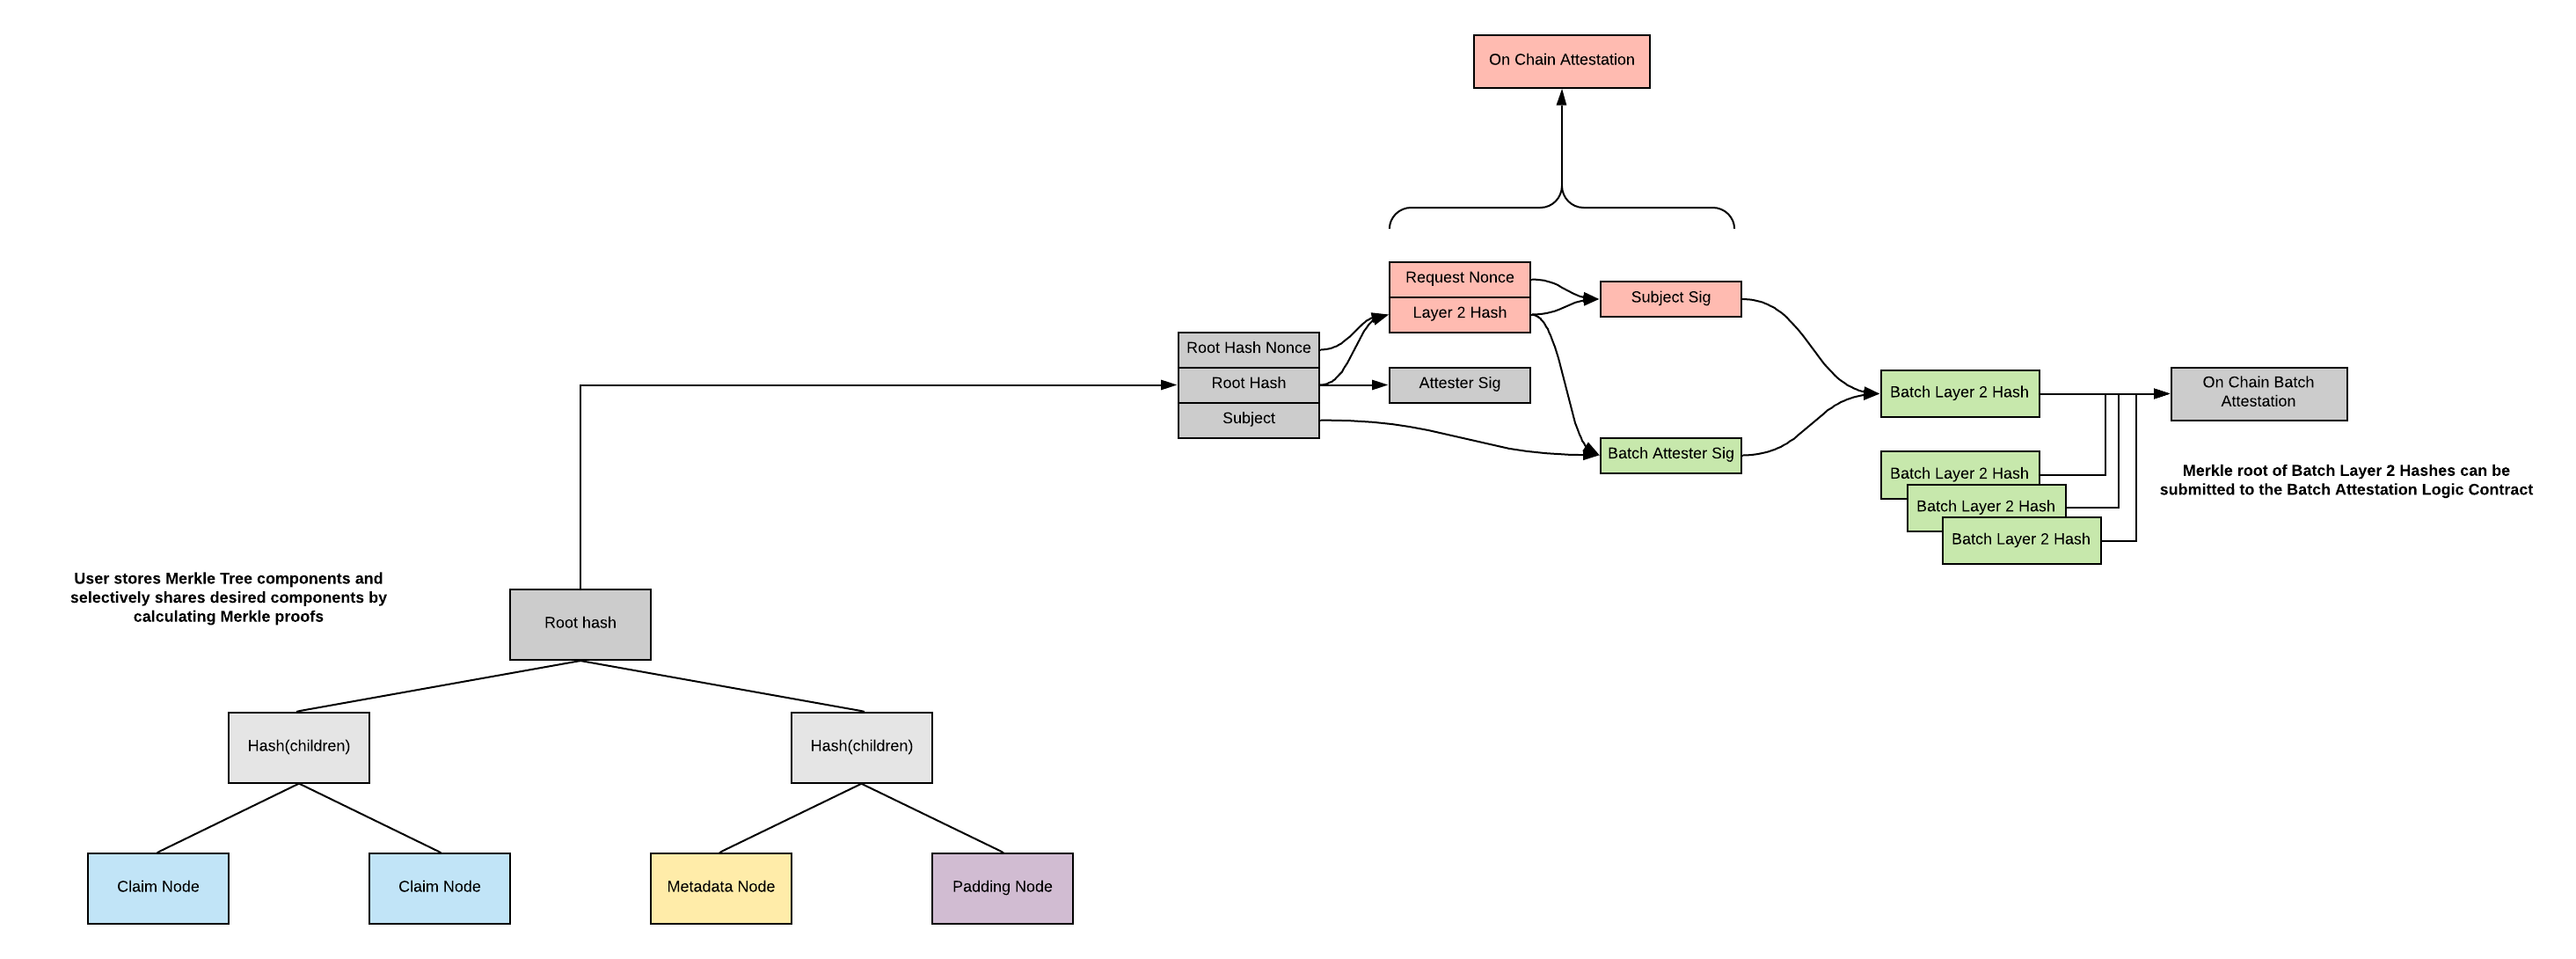 On Chain Attestation
Request Nonce
Layer 2 Hash
Subject Sig
Root Hash Nonce
Root Hash
Subject
Attester Sig
Batch Attester Sig
Batch Layer 2 Hash
On Chain Batch
Attestation
Batch Layer 2 Hash
Batch Layer 2 Hash
Batch Layer 2 Hash
Merkle root of Batch Layer 2 Hashes can be
submitted to the Batch Attestation Logic Contract
User stores Merkle Tree components and
selectively shares desired components by
calculating Merkle proofs
Root hash
Hash(children)
Hash(children)
Claim Node
Claim Node
Metadata Node
Padding Node